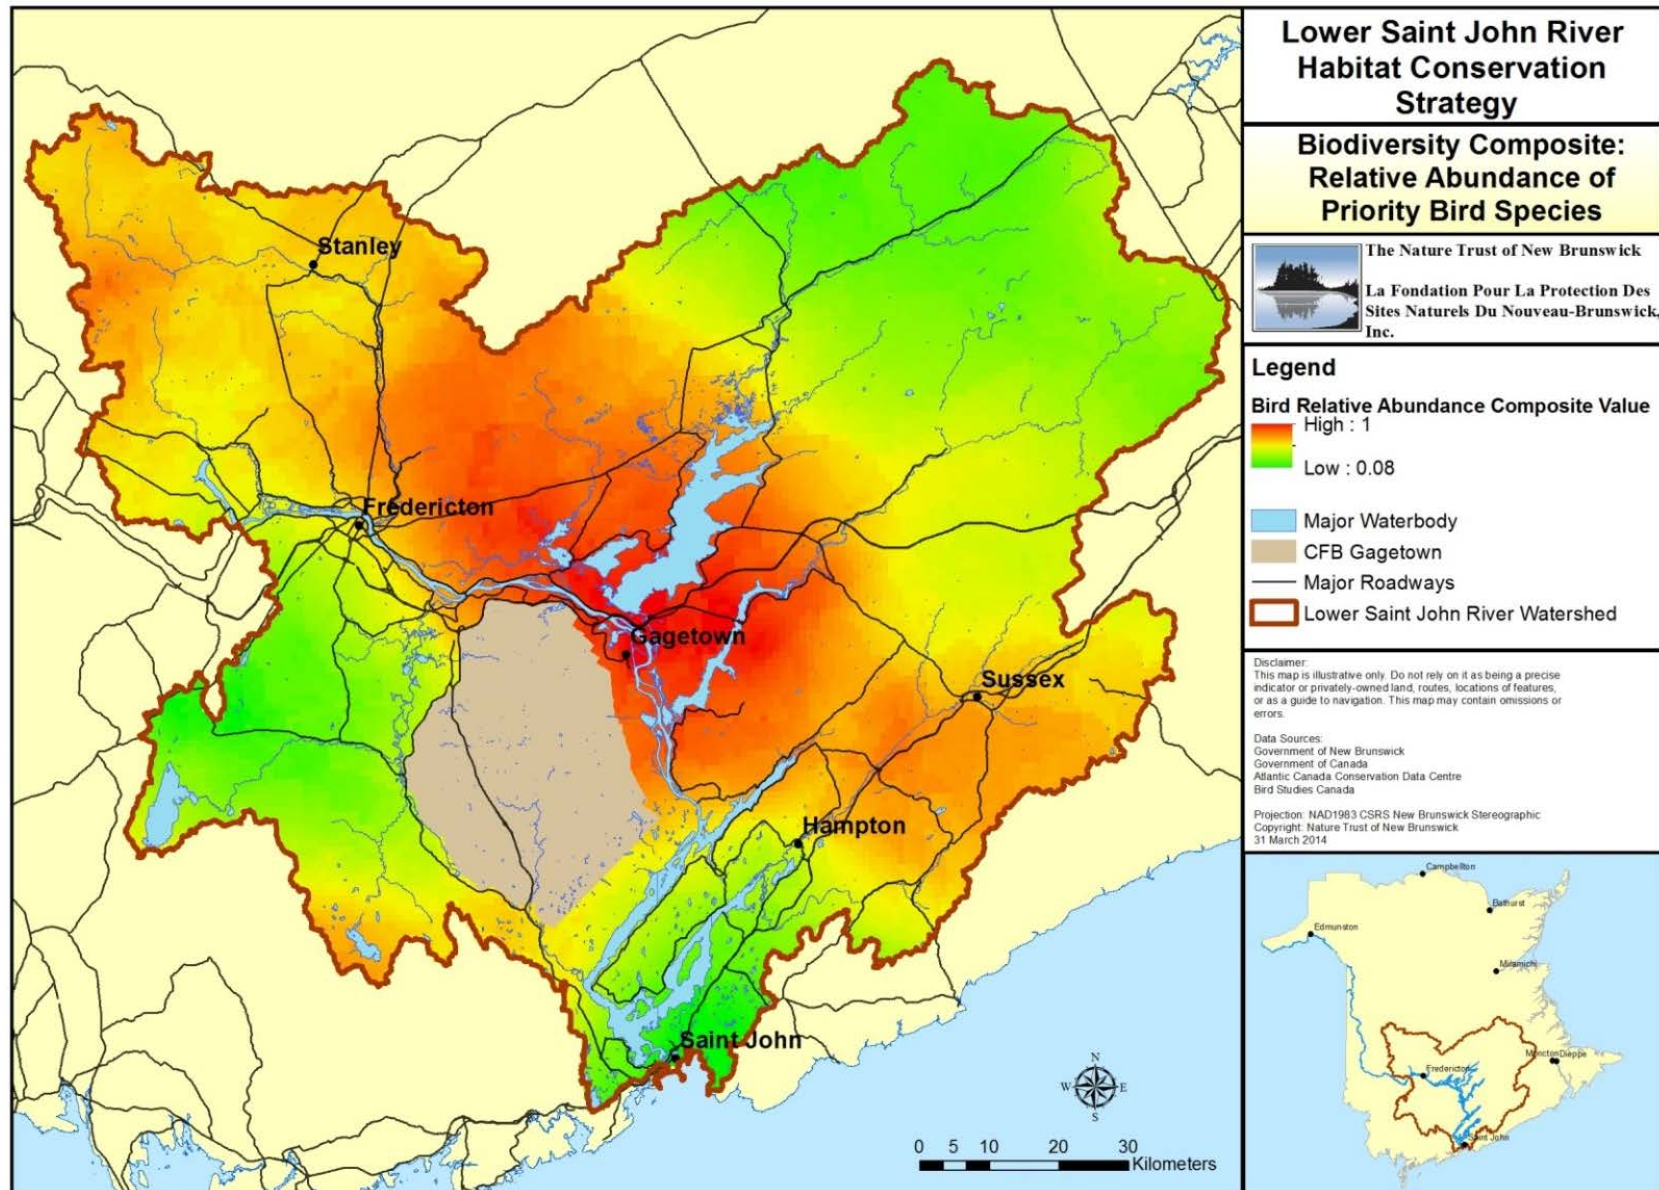 Lower Saint John River
Habitat Conservation
Strategy
Biodiversity Composite:
Relative Abundance of
Priority Bird Species
The Nature Trust of New Brunswick
La Fondation Pour La Protection Des
Sites Naturels Du Nouveau-Brunswick,
Inc.
Legend
Bird Relative Abundance Composite Value
High : 1
Low : 0.08
Major Waterbody
CFB Gagetown
Major Roadways
Lower Saint John River Watershed
Disclaimer:
This map is illustrative only. Do not rely on it as being a precise
indicator or privately-owned land, routes, locations of features,
or as a guide to navigation. This map may contain omissions or
errors.
Data Sources:
Government of New Brunswick
Government of Canada
Atlantic Canada Conservation Data Centre
Bird Studies Canada
Projection: NAD1983 CSRS New Brunswick Stereographic
Copyright: Nature Trust of New Brunswick
31 March 2014
Stanley
Fredericton
Gagetown
Sussex
Hampton
Saint John
N
W E
S
0 5 10 20 30
Kilometers
Campbellton
Bathurst
Edmunston
Miramichi
Moncton Dieppe
Fredericton
Saint John